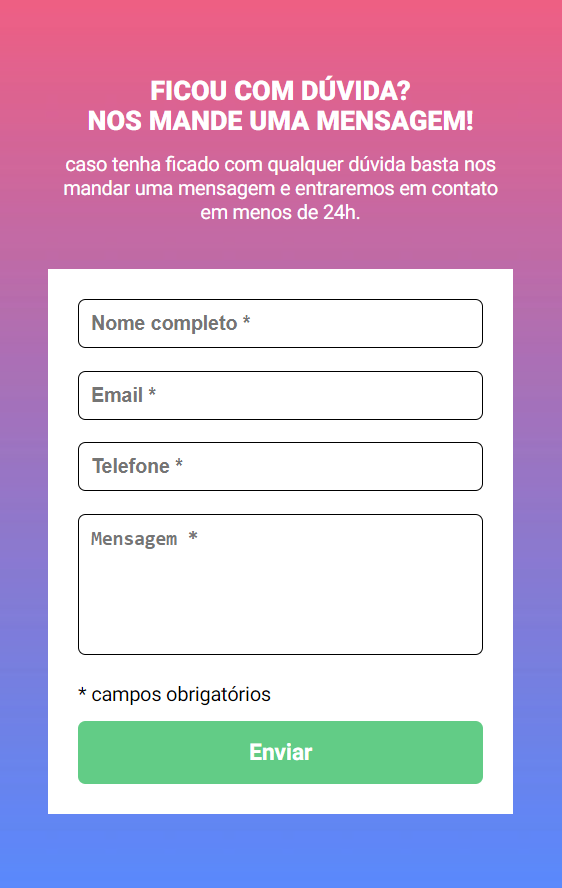 FICOU COM DÚVIDA?
NOS MANDE UMA MENSAGEM!
caso tenha ficado com qualquer dúvida basta nos
mandar uma mensagem e entraremos em contato
em menos de 24h.
Nome completo *
Email *
Telefone *
Mensagem *
* campos obrigatórios
Enviar